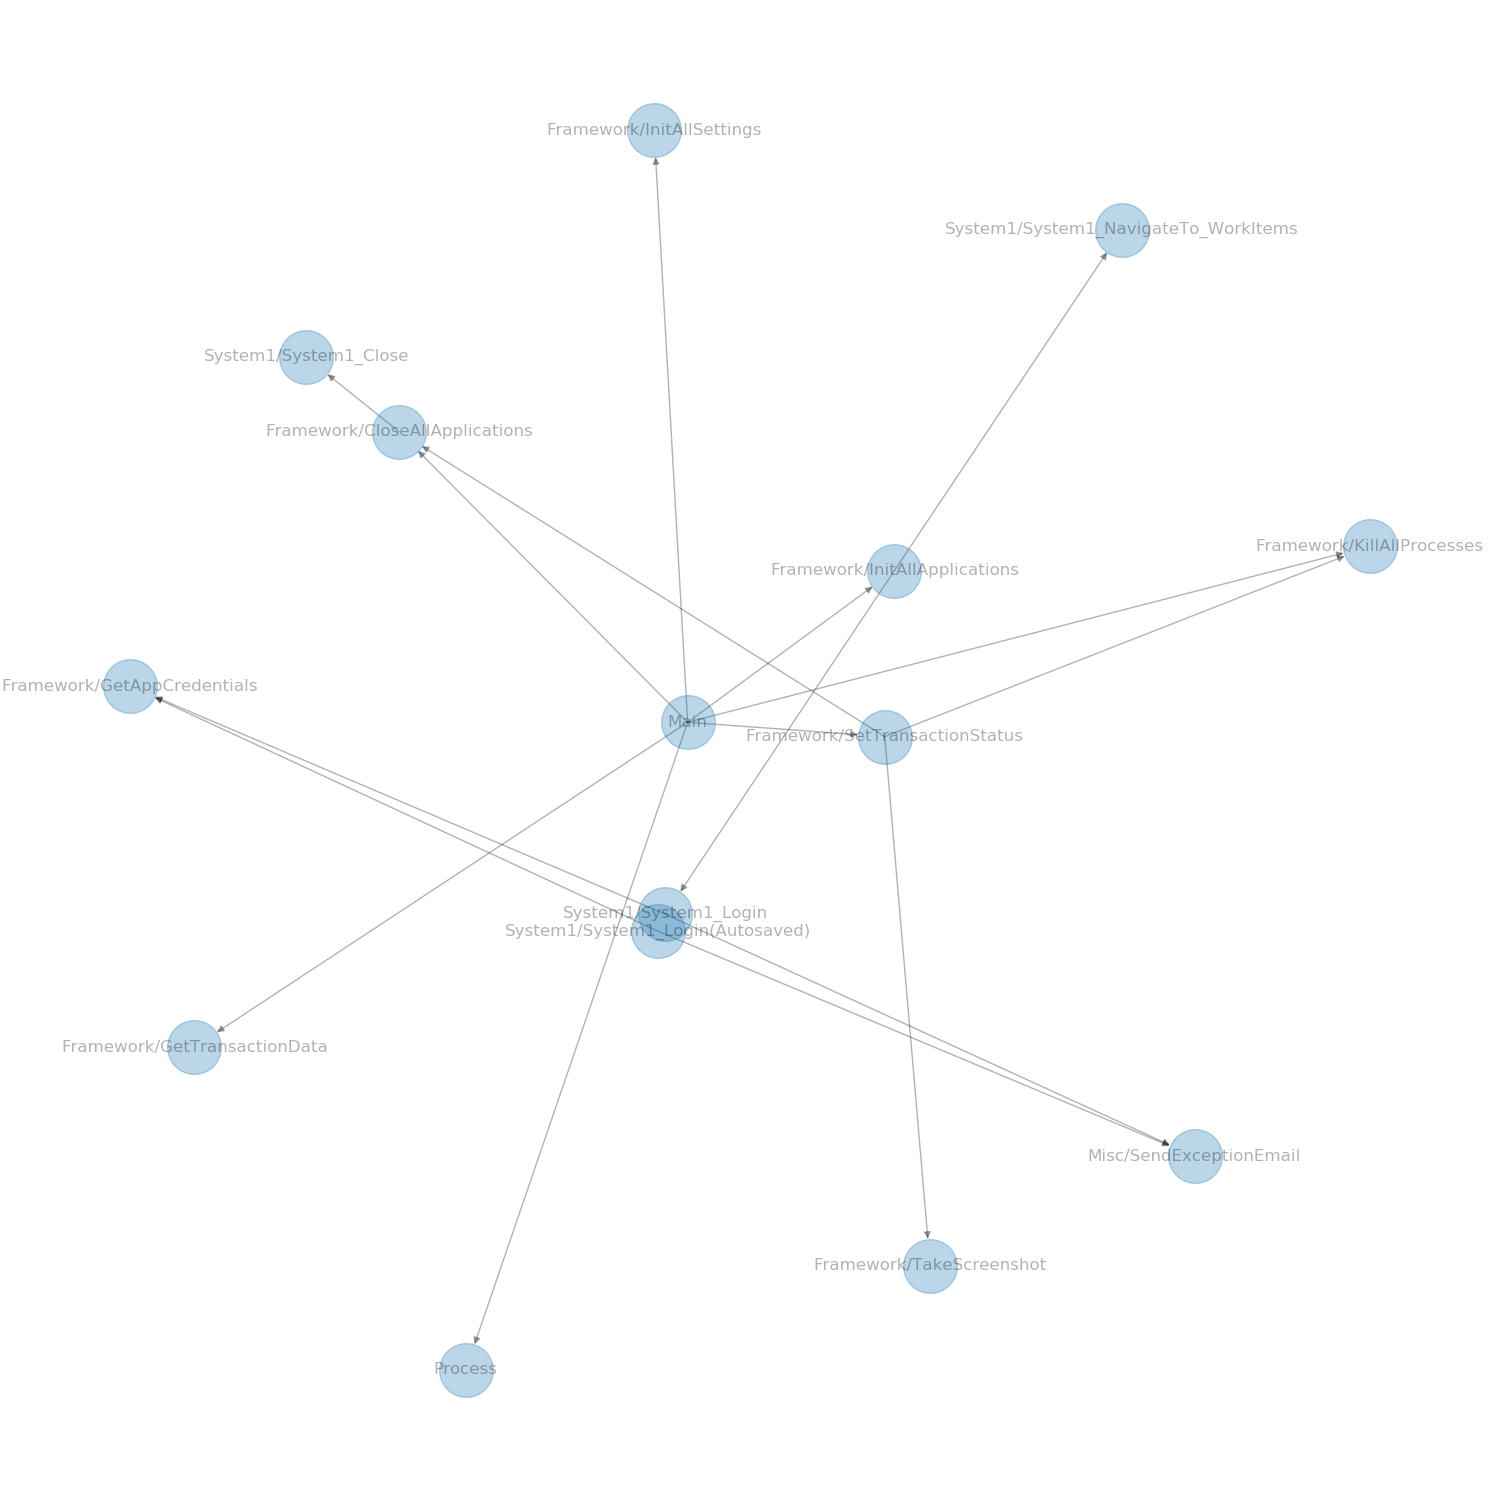 Framework/InitAllSettings
System1/System1_NavigateTo_WorkItems
System1/System1_Close
Framework/CloseAllApplications
Framework/KillAllProcesses
Framework/InitAllApplications
Framework/GetAppCredentials
Main
Framework/SetTransactionStatus
System1/System1_Login
System1/System1_Login(Autosaved)
Framework/GetTransactionData
Misc/SendExceptionEmail
Framework/TakeScreenshot
Process